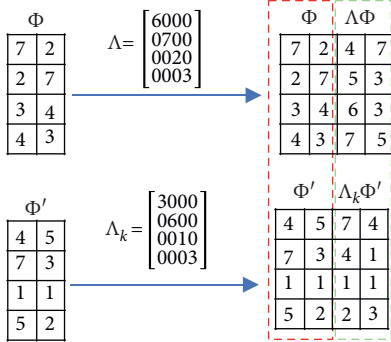 Φ
7 2
2 7
3 4
4 3
Λ=
6000
0700
0020
0003
Φ ΛΦ
7 2 4 7
2 7 5 3
3 4 6 3
4 3 7 5
Φ′
4 5
7 3
1 1
5 2
Λk=
3000
0600
0010
0003
Φ′ ΛkΦ′
4 5 7 4
7 3 4 1
1 1 1 1
5 2 2 3